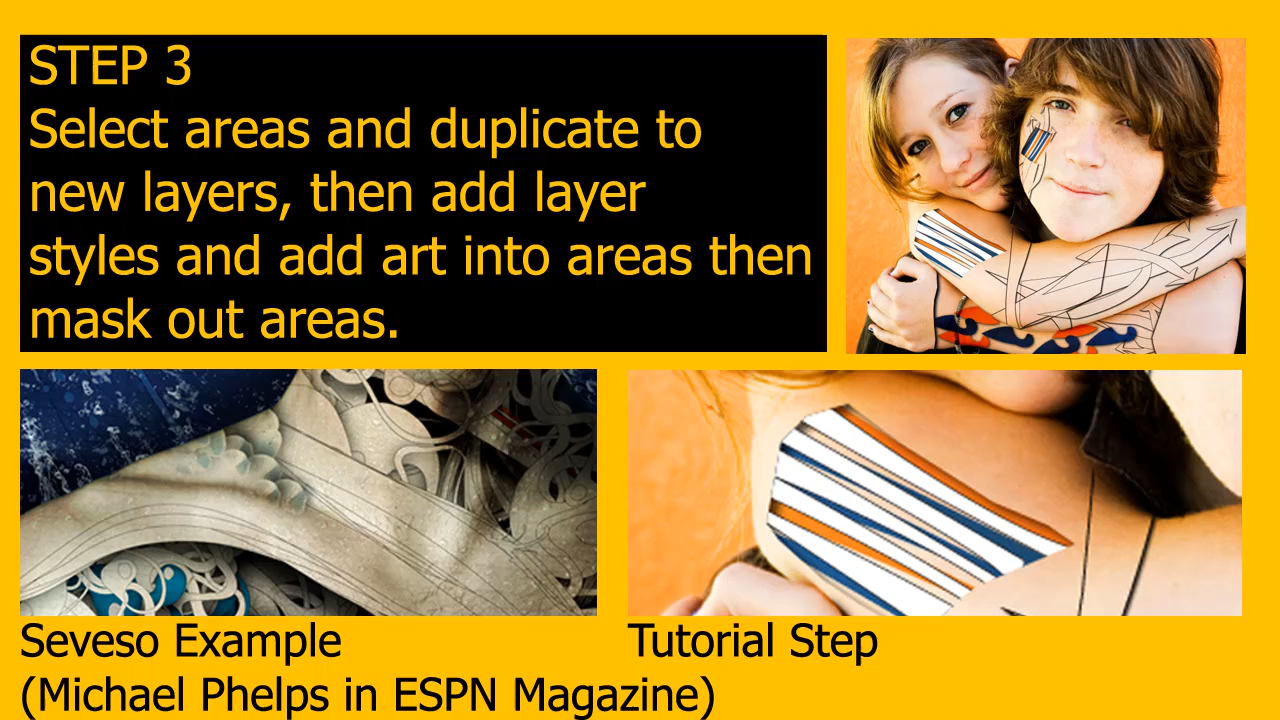 STEP 3
Select areas and duplicate to
new layers, then add layer
styles and add art into areas then
mask out areas.
Seveso Example
(Michael Phelps in ESPN Magazine)
Tutorial Step